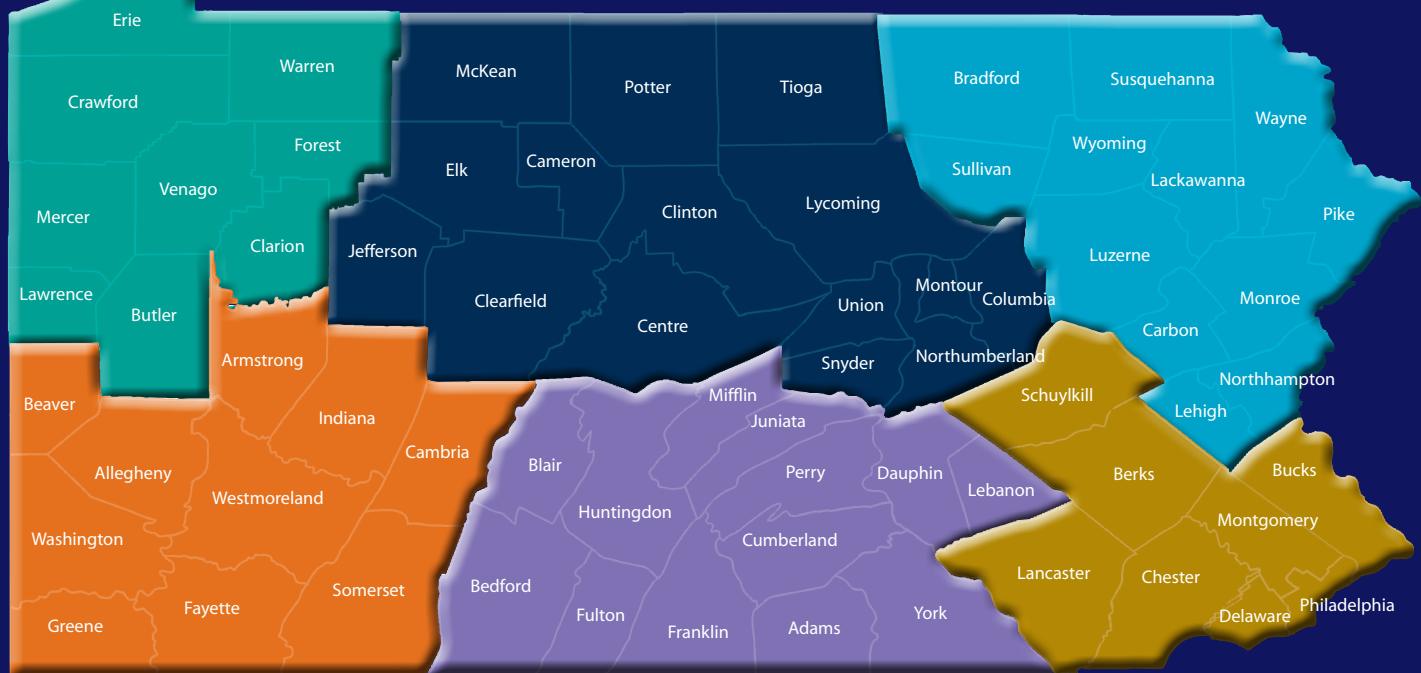 Erie
Warren
McKean
Potter
Tioga
Bradford
Susquehanna
Crawford
Wayne
Forest
Wyoming
Elk
Cameron
Sullivan
Lackawanna
Venago
Mercer
Clinton
Lycoming
Pike
Clarion
Jefferson
Luzerne
Lawrence
Butler
Clearfield
Centre
Union
Montour
Columbia
Monroe
Carbon
Armstrong
Snyder
Northumberland
Northhampton
Beaver
Indiana
Mifflin
Juniata
Schuylkill
Lehigh
Allegheny
Cambria
Blair
Perry
Dauphin
Lebanon
Berks
Bucks
Westmoreland
Huntingdon
Montgomery
Washington
Cumberland
Somerset
Bedford
Lancaster
Chester
Greene
Fayette
Fulton
Franklin
Adams
York
Delaware
Philadelphia